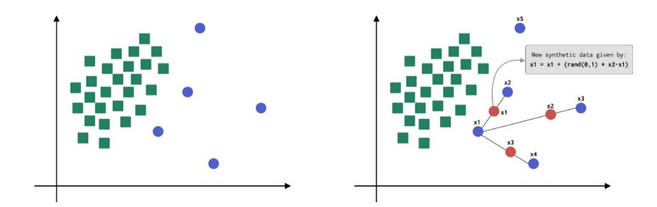 x5
New synthetic data given by:
s1 = x1 + (rand(0,1) * x2-x1)
x2
s1
x3
s2
x1
s3
x4